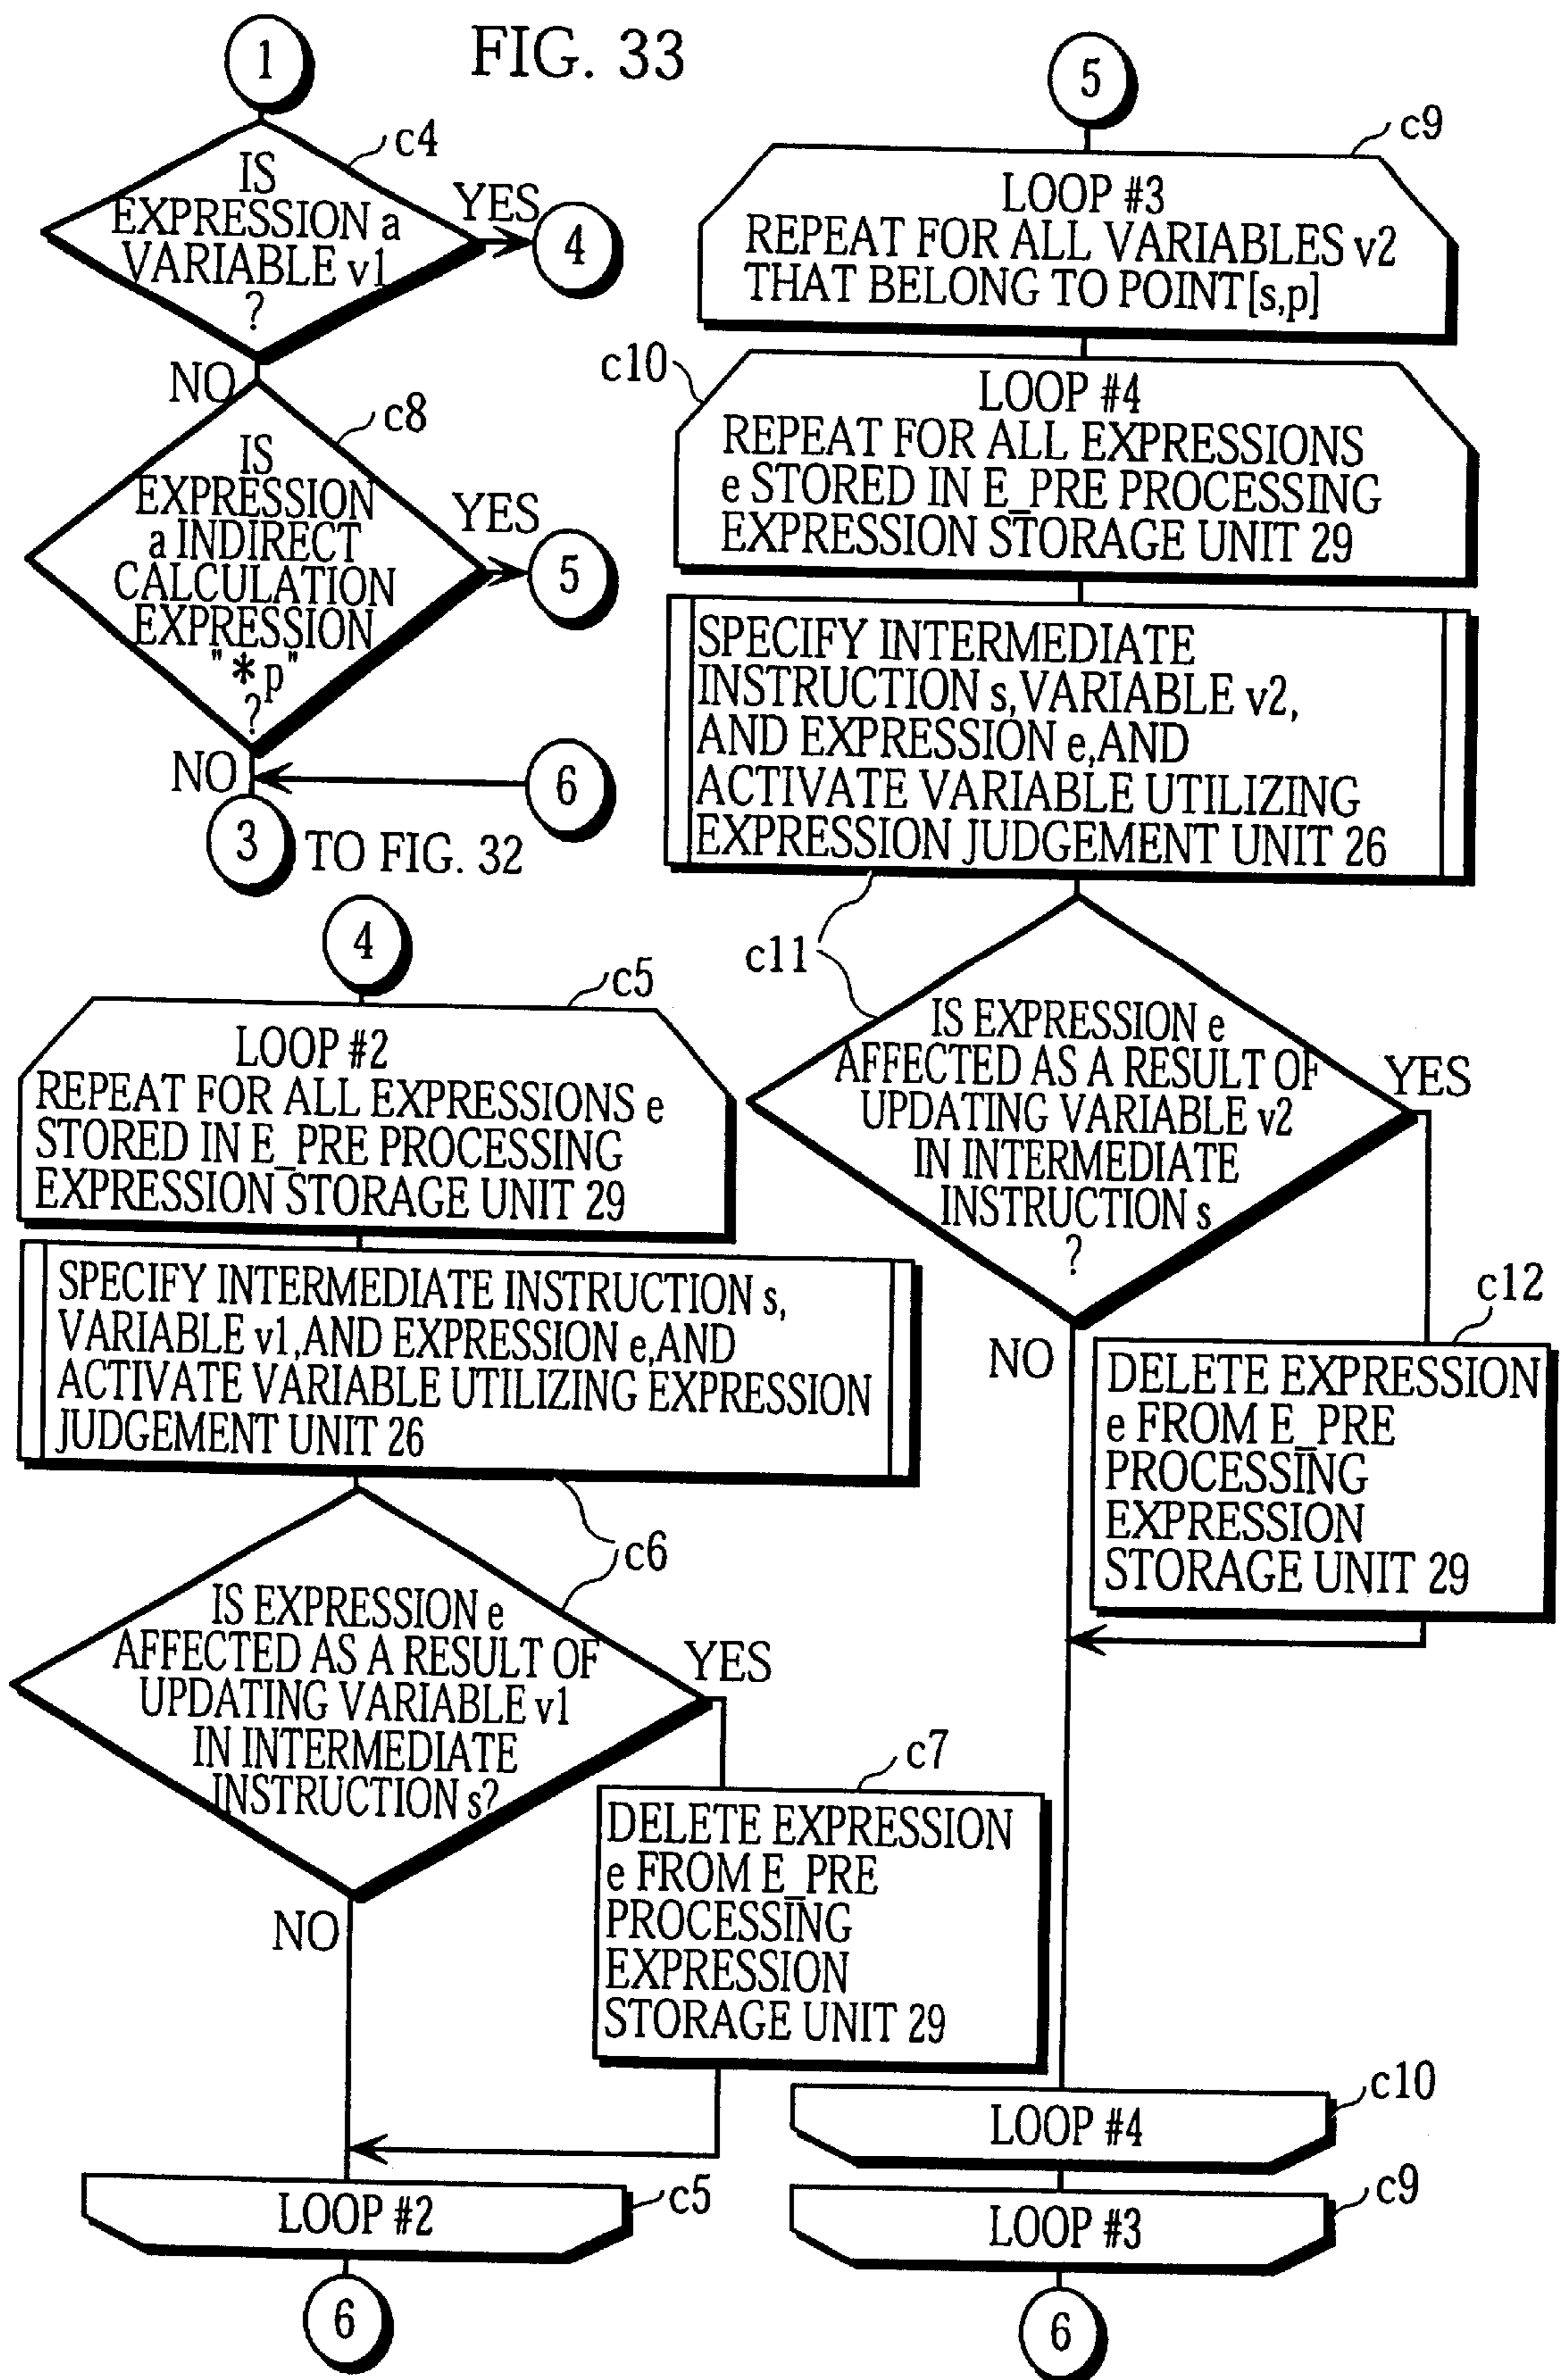 FIG. 33
1
c4
IS
EXPRESSION a
VARIABLE v1
?
YES
4
NO
c8
IS
EXPRESSION
a INDIRECT
CALCULATION
EXPRESSION
"*p"
?
YES
5
NO
6
3
TO FIG. 32
4
c5
LOOP #2
REPEAT FOR ALL EXPRESSIONS e
STORED IN E_PRE PROCESSING
EXPRESSION STORAGE UNIT 29
SPECIFY INTERMEDIATE INSTRUCTION s,
VARIABLE v1,AND EXPRESSION e,AND
ACTIVATE VARIABLE UTILIZING EXPRESSION
JUDGEMENT UNIT 26
c6
IS EXPRESSION e
AFFECTED AS A RESULT OF
UPDATING VARIABLE v1
IN INTERMEDIATE
INSTRUCTION s?
YES
NO
c7
DELETE EXPRESSION
e FROM E_PRE
PROCESSING
EXPRESSION
STORAGE UNIT 29
LOOP #2
c5
6
5
c9
LOOP #3
REPEAT FOR ALL VARIABLES v2
THAT BELONG TO POINT[s,p]
c10
LOOP #4
REPEAT FOR ALL EXPRESSIONS
e STORED IN E_PRE PROCESSING
EXPRESSION STORAGE UNIT 29
SPECIFY INTERMEDIATE
INSTRUCTION s,VARIABLE v2,
AND EXPRESSION e,AND
ACTIVATE VARIABLE UTILIZING
EXPRESSION JUDGEMENT UNIT 26
c11
IS EXPRESSION e
AFFECTED AS A RESULT OF
UPDATING VARIABLE v2
IN INTERMEDIATE
INSTRUCTION s
?
YES
NO
c12
DELETE EXPRESSION
e FROM E_PRE
PROCESSING
EXPRESSION
STORAGE UNIT 29
LOOP #4
c10
LOOP #3
c9
6